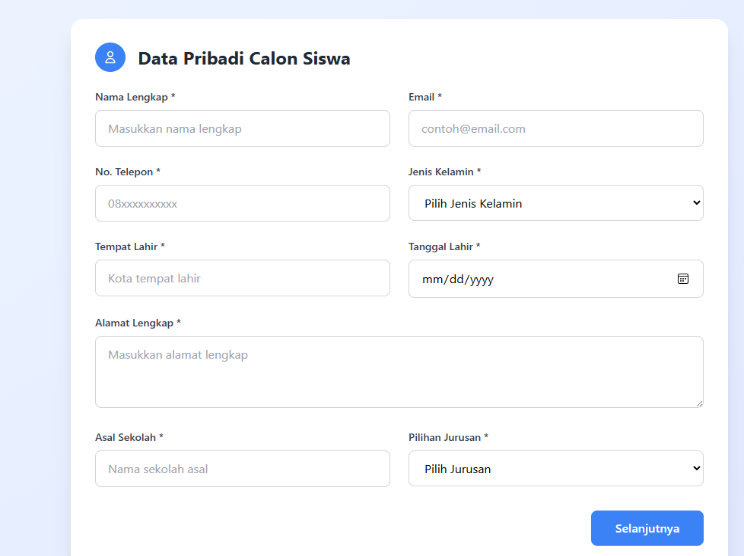 Data Pribadi Calon Siswa
Nama Lengkap *
Email *
Masukkan nama lengkap
contoh@email.com
No. Telepon *
Jenis Kelamin *
08xxxxxxxxxx
Pilih Jenis Kelamin
Tempat Lahir *
Tanggal Lahir *
Kota tempat lahir
mm/dd/yyyy
Alamat Lengkap *
Masukkan alamat lengkap
Asal Sekolah *
Pilihan Jurusan *
Nama sekolah asal
Pilih Jurusan
Selanjutnya